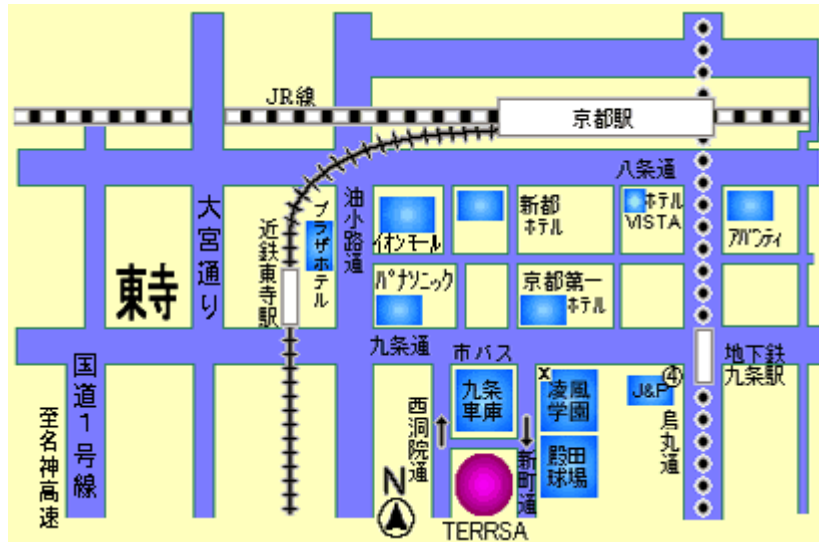 JR線
京都駅
八条通
大宮通り
油小路通
プラザホテル
近鉄東寺駅
イオンモール
新都
ホテル
ホテル
VISTA
アバンティ
東寺
パナソニック
京都第一
ホテル
九条通
市バス
地下鉄
九条駅
国道1号線
至名神高速
西洞院通
九条
車庫
x
凌風
学園
J&P
④
烏丸通
新町通
殿田
球場
N
TERRSA